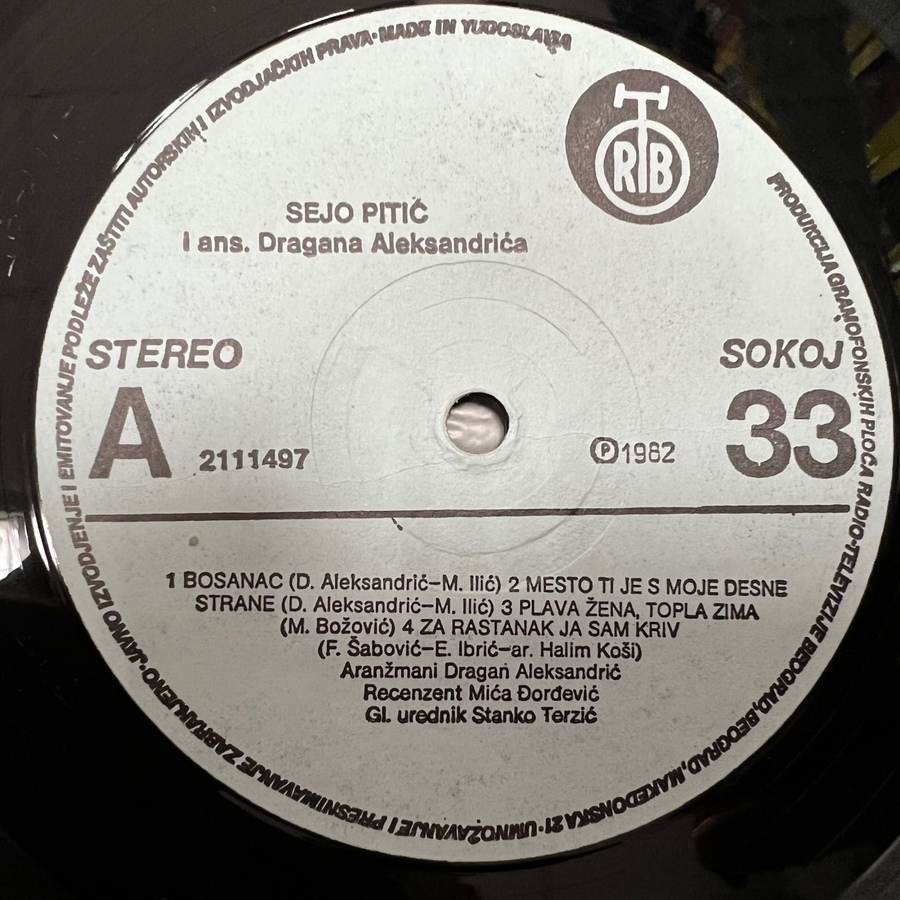 PRODUKCIJA GRAMOFONSKIH PLOČA RADIO-TELEVIZIJE BEOGRAD, BEOGRAD, MAKEDONSKA 21 · UMNOŽAVANJE I PRESNIMAVANJE ZABRANJENO · JAVNO IZVODJENJE I EMITOVANJE PODLEŽE ZAŠTITI AUTORSKIH I IZVODJAČKIH PRAVA · MADE IN YUGOSLAVIA
RTB
SEJO PITIĆ
i ans. Dragana Aleksandrića
STEREO
SOKOJ
A 2111497
Ⓟ1982 33
1 BOSANAC (D. Aleksandrić–M. Ilić) 2 MESTO TI JE S MOJE DESNE
STRANE (D. Aleksandrić–M. Ilić) 3 PLAVA ŽENA, TOPLA ZIMA
(M. Božović) 4 ZA RASTANAK JA SAM KRIV
(F. Šabović–E. Ibrić–ar. Halim Koši)
Aranžmani Dragan Aleksandrić
Recenzent Mića Đorđević
Gl. urednik Stanko Terzić